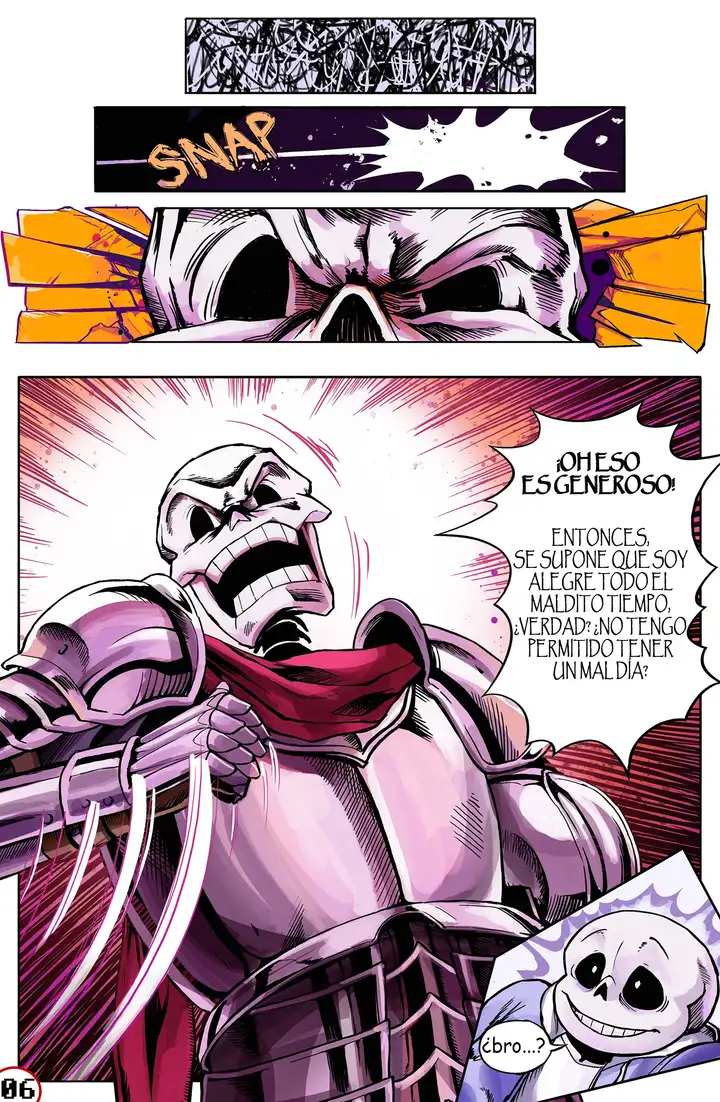 SNAP
¡OH ESO
ES GENEROSO!
ENTONCES,
SE SUPONE QUE SOY
ALEGRE TODO EL
MALDITO TIEMPO,
¿VERDAD? ¿NO TENGO
PERMITIDO TENER
UN MAL DÍA?
¿bro...?
06